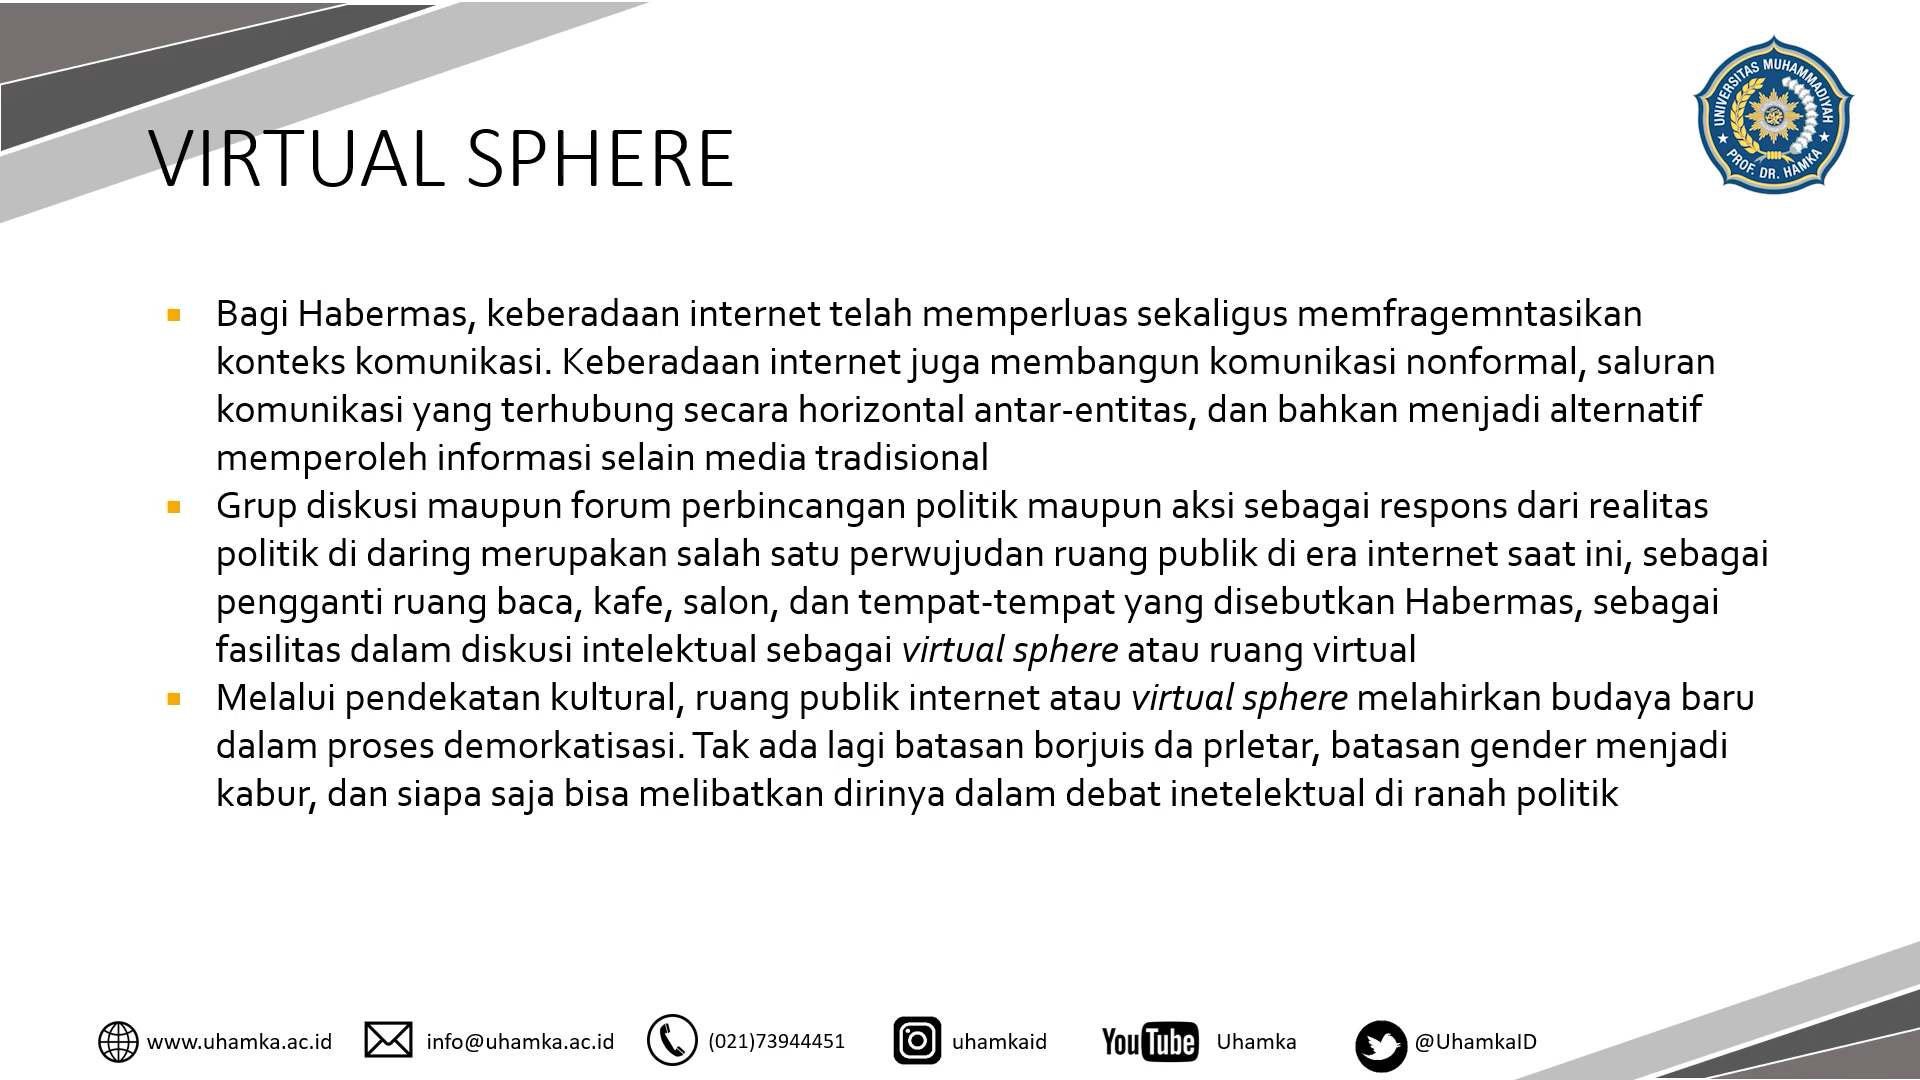 UNIVERSITAS MUHAMMADIYAH
PROF. DR. HAMKA
VIRTUAL SPHERE
Bagi Habermas, keberadaan internet telah memperluas sekaligus memfragemntasikan
konteks komunikasi. Keberadaan internet juga membangun komunikasi nonformal, saluran
komunikasi yang terhubung secara horizontal antar-entitas, dan bahkan menjadi alternatif
memperoleh informasi selain media tradisional
Grup diskusi maupun forum perbincangan politik maupun aksi sebagai respons dari realitas
politik di daring merupakan salah satu perwujudan ruang publik di era internet saat ini, sebagai
pengganti ruang baca, kafe, salon, dan tempat-tempat yang disebutkan Habermas, sebagai
fasilitas dalam diskusi intelektual sebagai virtual sphere atau ruang virtual
Melalui pendekatan kultural, ruang publik internet atau virtual sphere melahirkan budaya baru
dalam proses demorkatisasi. Tak ada lagi batasan borjuis da prletar, batasan gender menjadi
kabur, dan siapa saja bisa melibatkan dirinya dalam debat inetelektual di ranah politik
www.uhamka.ac.id info@uhamka.ac.id (021)73944451 uhamkaid YouTube Uhamka @UhamkaID